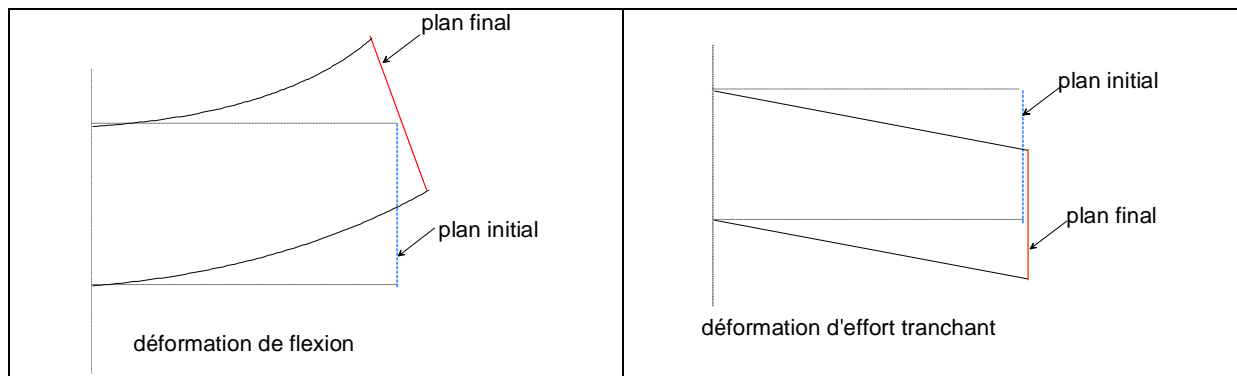 plan final
plan initial
déformation de flexion
plan initial
plan final
déformation d'effort tranchant